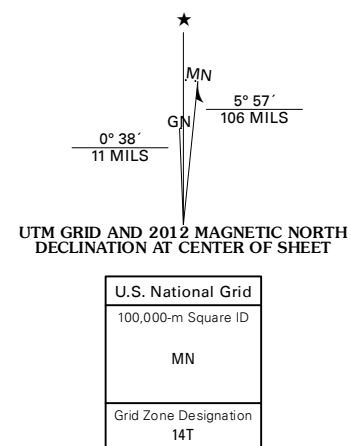 ★
MN
5° 57´
106 MILS
GN
0° 38´
11 MILS
UTM GRID AND 2012 MAGNETIC NORTH
DECLINATION AT CENTER OF SHEET
U.S. National Grid
100,000-m Square ID
MN
Grid Zone Designation
14T